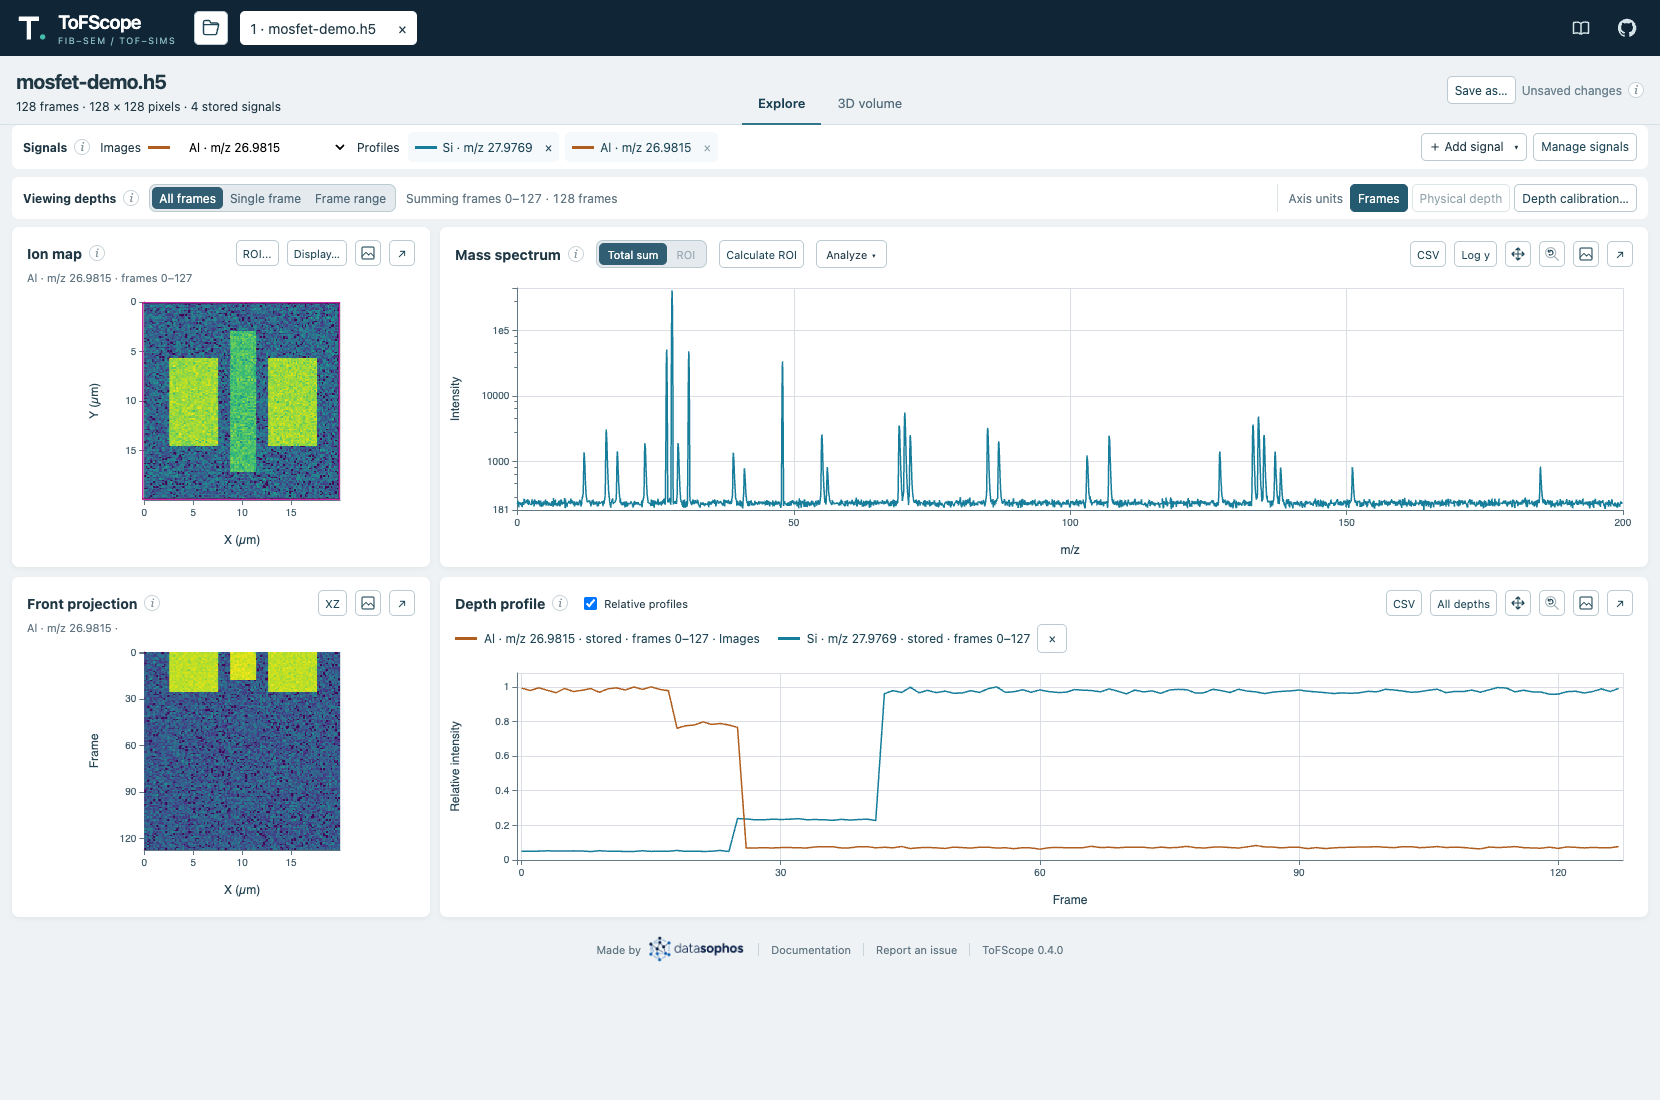 T.
ToFScope
FIB–SEM / TOF–SIMS
1 · mosfet-demo.h5 ×
mosfet-demo.h5
128 frames · 128 × 128 pixels · 4 stored signals
Explore
3D volume
Save as...
Unsaved changes i
Signals i Images Al · m/z 26.9815 Profiles Si · m/z 27.9769 × Al · m/z 26.9815 × + Add signal Manage signals
Viewing depths i All frames Single frame Frame range Summing frames 0–127 · 128 frames Axis units Frames Physical depth Depth calibration...
Ion map i ROI... Display...
Al · m/z 26.9815 · frames 0–127
0
5
10
15
Y (μm)
0 5 10 15
X (μm)
Mass spectrum i Total sum ROI Calculate ROI Analyze CSV Log y
1e5
10000
1000
181
Intensity
0 50 100 150 200
m/z
Front projection i XZ
Al · m/z 26.9815 ·
0
30
60
90
120
Frame
0 5 10 15
X (μm)
Depth profile i Relative profiles CSV All depths
Al · m/z 26.9815 · stored · frames 0–127 · Images Si · m/z 27.9769 · stored · frames 0–127 ×
1
0.8
0.6
0.4
0.2
0
Relative intensity
0 30 60 90 120
Frame
Made by datasophos Documentation Report an issue ToFScope 0.4.0